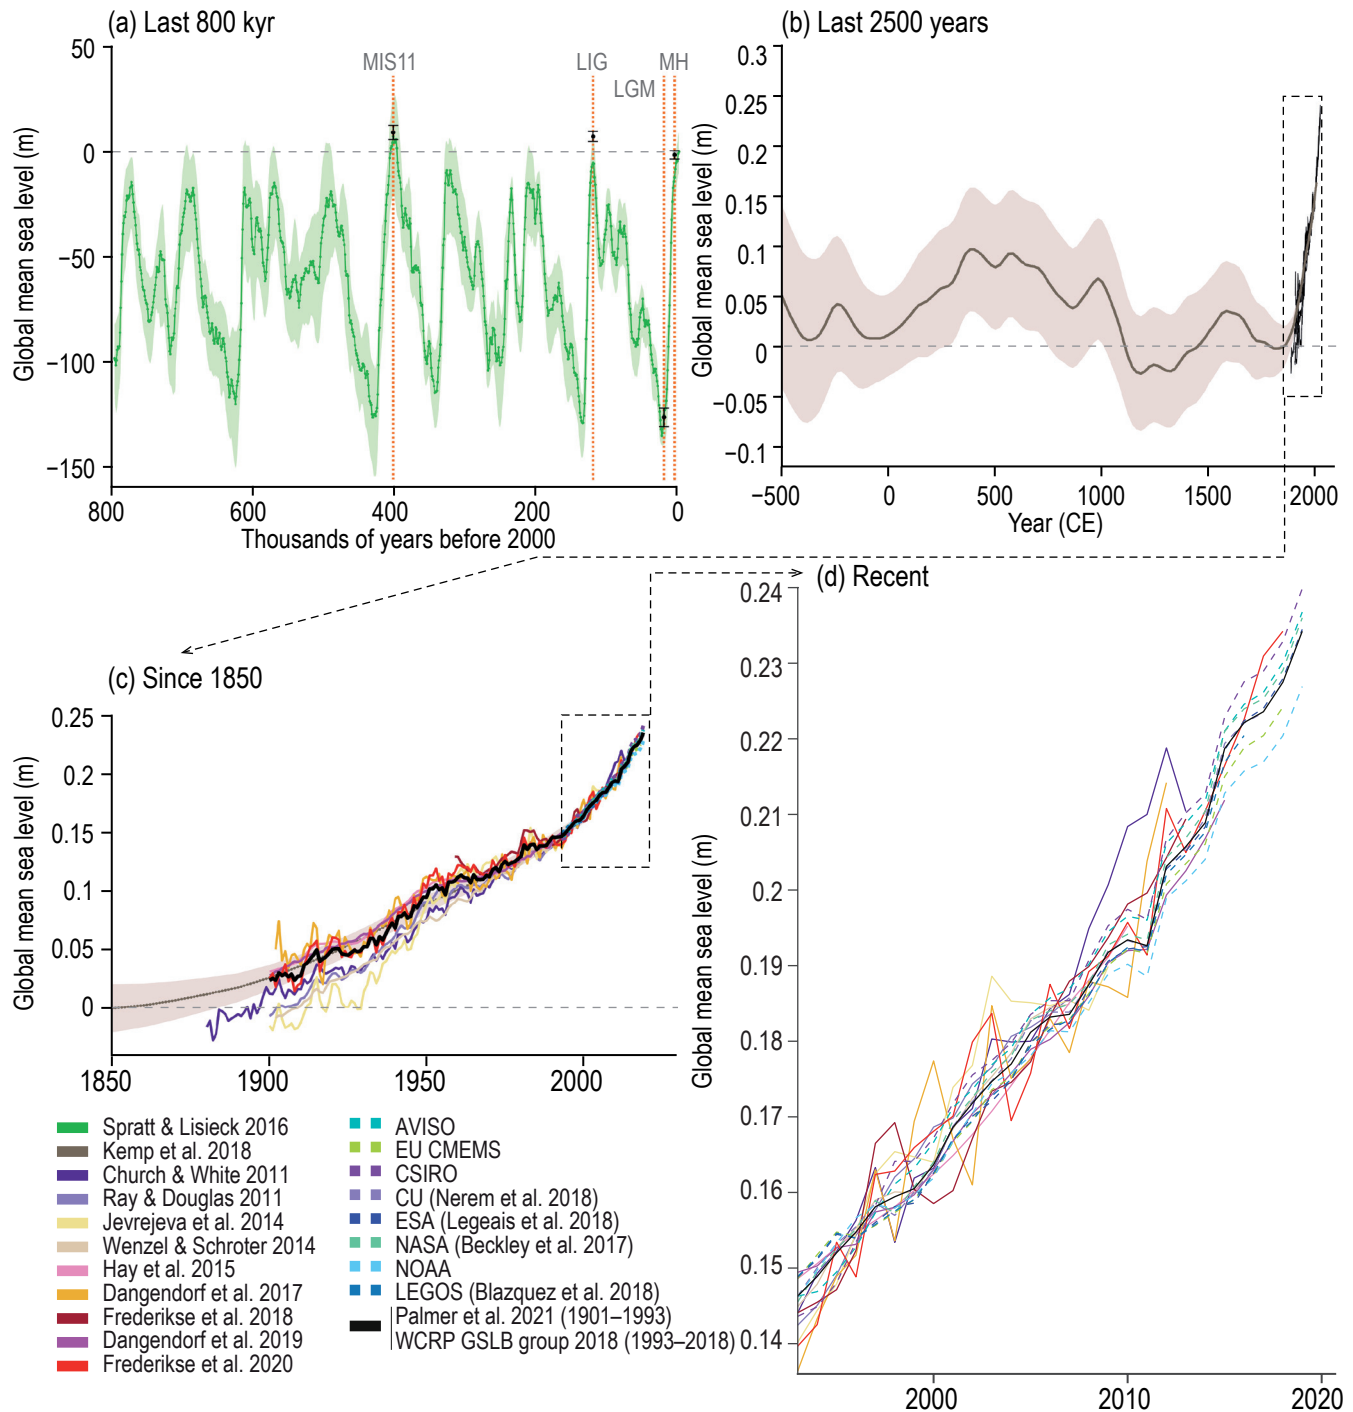 (a) Last 800 kyr
50
0
−50
−100
−150
Global mean sea level (m)
MIS11
LIG
MH
LGM
800
600
400
200
0
Thousands of years before 2000
(b) Last 2500 years
0.3
0.25
0.2
0.15
0.1
0.05
0
−0.05
−0.1
Global mean sea level (m)
−500
0
500
1000
1500
2000
Year (CE)
(c) Since 1850
0.25
0.2
0.15
0.1
0.05
0
Global mean sea level (m)
1850
1900
1950
2000
(d) Recent
0.24
0.23
0.22
0.21
0.2
0.19
0.18
0.17
0.16
0.15
0.14
Global mean sea level (m)
2000
2010
2020
Spratt & Lisieck 2016
Kemp et al. 2018
Church & White 2011
Ray & Douglas 2011
Jevrejeva et al. 2014
Wenzel & Schroter 2014
Hay et al. 2015
Dangendorf et al. 2017
Frederikse et al. 2018
Dangendorf et al. 2019
Frederikse et al. 2020
AVISO
EU CMEMS
CSIRO
CU (Nerem et al. 2018)
ESA (Legeais et al. 2018)
NASA (Beckley et al. 2017)
NOAA
LEGOS (Blazquez et al. 2018)
Palmer et al. 2021 (1901–1993)
WCRP GSLB group 2018 (1993–2018)